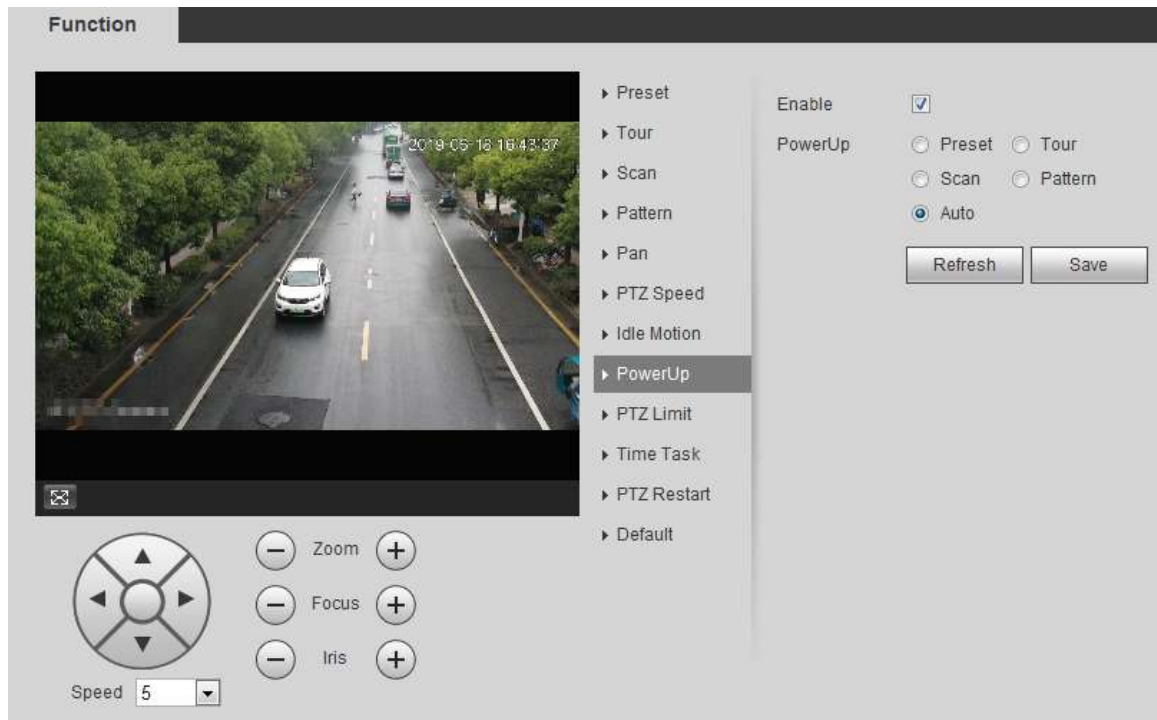 Function
2019-05-18 16:43:37
Preset
Tour
Scan
Pattern
Pan
PTZ Speed
Idle Motion
PowerUp
PTZ Limit
Time Task
PTZ Restart
Default
Enable
PowerUp
Preset Tour
Scan Pattern
Auto
Refresh Save
Zoom
Focus
Iris
Speed 5